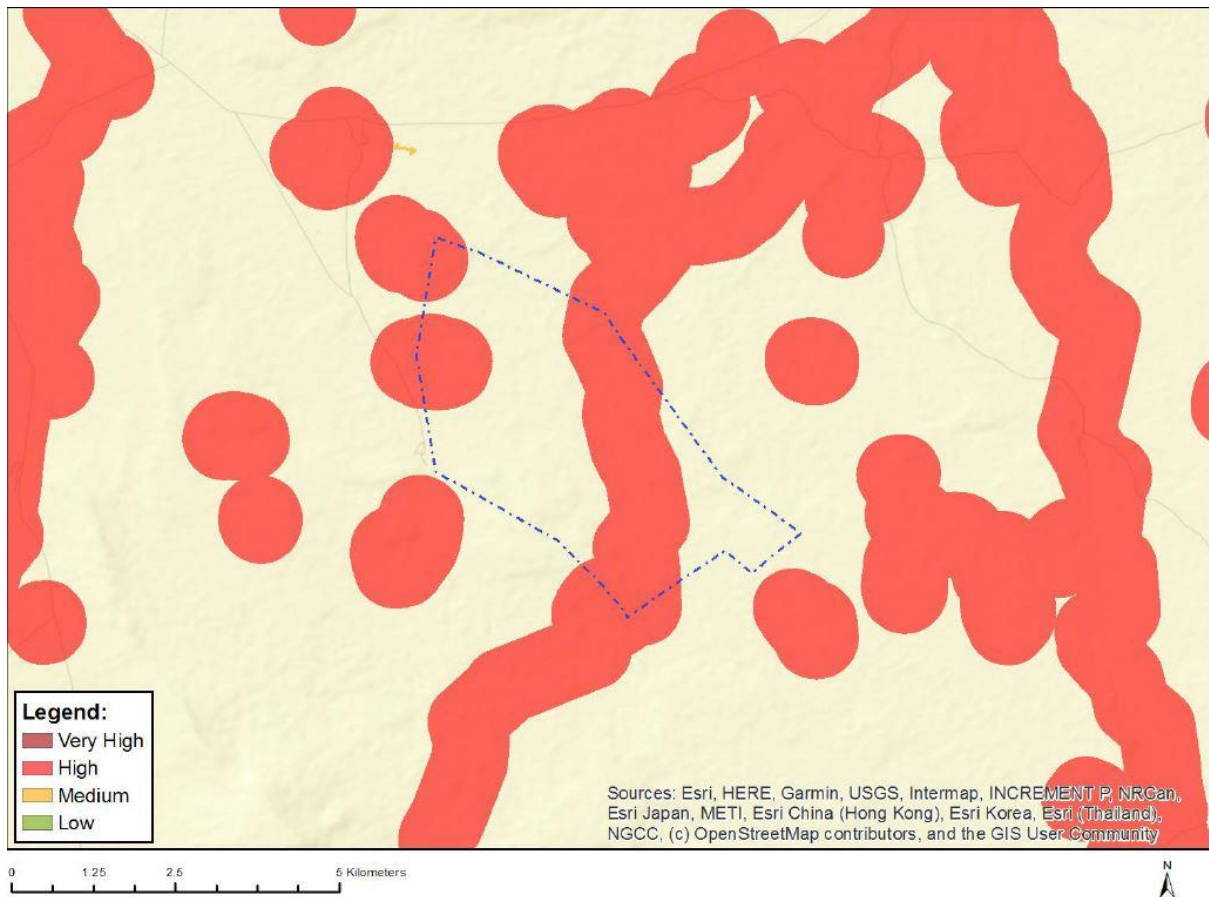 Legend:
Very High
High
Medium
Low
Sources: Esri, HERE, Garmin, USGS, Intermap, INCREMENT P, NRCan,
Esri Japan, METI, Esri China (Hong Kong), Esri Korea, Esri (Thailand),
NGCC, (c) OpenStreetMap contributors, and the GIS User Community
0 1.25 2.5 5 Kilometers
N